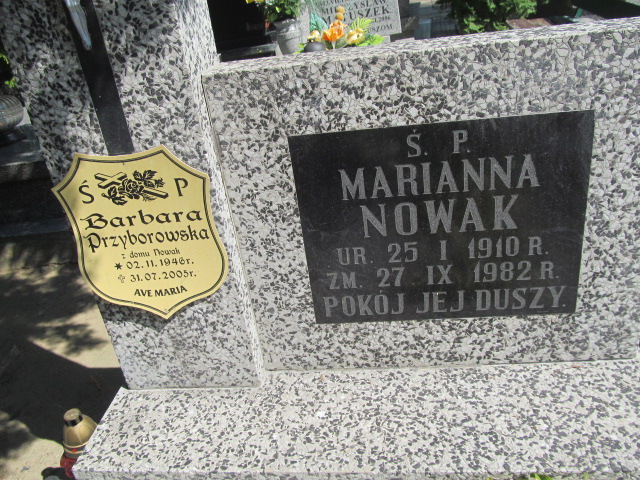 Ś P
Barbara
Przyborowska
z domu Nowak
* 02.11.1946r.
✝ 31.07.2005r.
AVE MARIA
Ś. P.
MARIANNA
NOWAK
UR. 25 I 1910 R.
ZM. 27. IX 1982 R.
POKÓJ JEJ DUSZY.